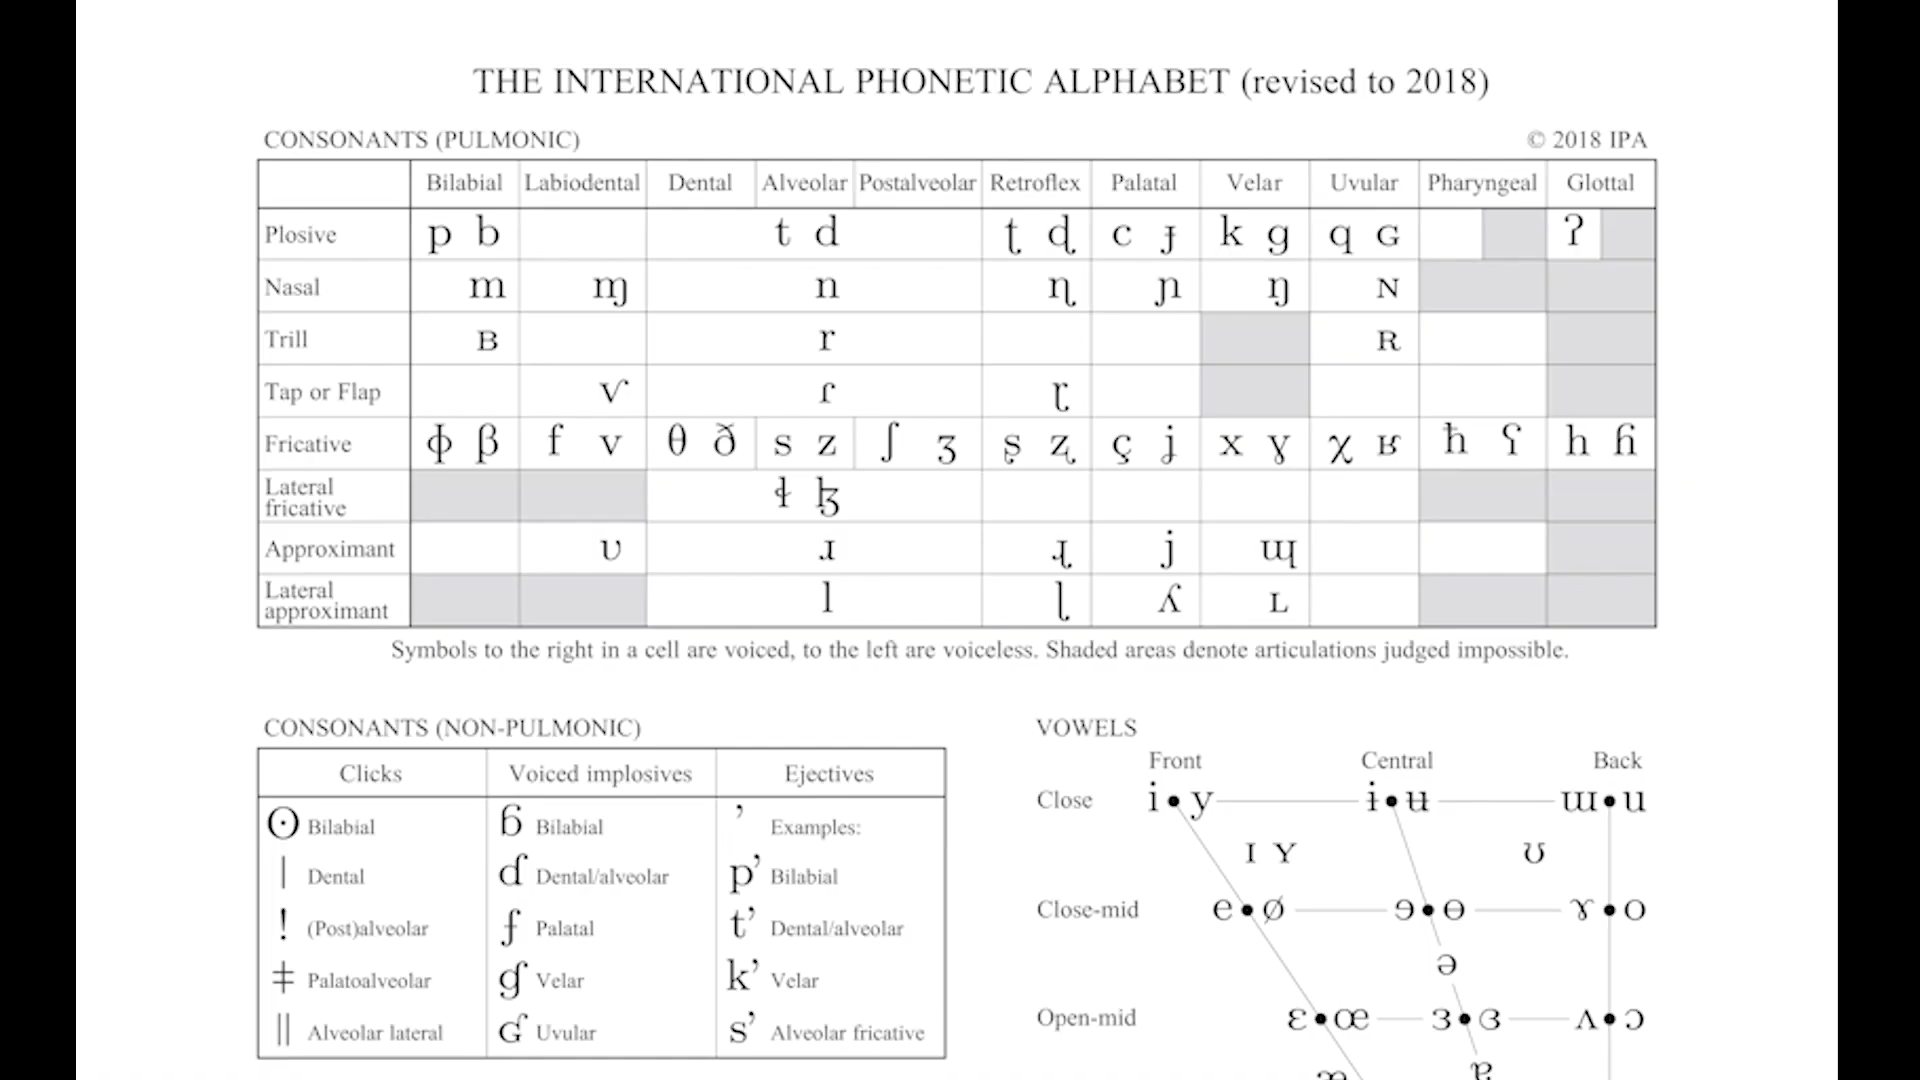 THE INTERNATIONAL PHONETIC ALPHABET (revised to 2018)
CONSONANTS (PULMONIC) © 2018 IPA
Bilabial Labiodental Dental Alveolar Postalveolar Retroflex Palatal Velar Uvular Pharyngeal Glottal
Plosive p b t d ʈ ɖ c ɟ k ɡ q ɢ ʔ
Nasal m ɱ n ɳ ɲ ŋ ɴ
Trill ʙ r ʀ
Tap or Flap ⱱ ɾ ɽ
Fricative ɸ β f v θ ð s z ʃ ʒ ʂ ʐ ç ʝ x ɣ χ ʁ ħ ʕ h ɦ
Lateral fricative ɬ ɮ
Approximant ʋ ɹ ɻ j ɰ
Lateral approximant l ɭ ʎ ʟ
Symbols to the right in a cell are voiced, to the left are voiceless. Shaded areas denote articulations judged impossible.
CONSONANTS (NON-PULMONIC)
Clicks Voiced implosives Ejectives
ʘ Bilabial ɓ Bilabial ʼ Examples:
ǀ Dental ɗ Dental/alveolar pʼ Bilabial
ǃ (Post)alveolar ʄ Palatal tʼ Dental/alveolar
ǂ Palatoalveolar ɠ Velar kʼ Velar
ǁ Alveolar lateral ʛ Uvular sʼ Alveolar fricative
VOWELS
Front Central Back
Close i y ɨ ʉ ɯ u
ɪ ʏ ʊ
Close-mid e ø ɘ ɵ ɤ o
ə
Open-mid ɛ œ ɜ ɞ ʌ ɔ
æ ɐ